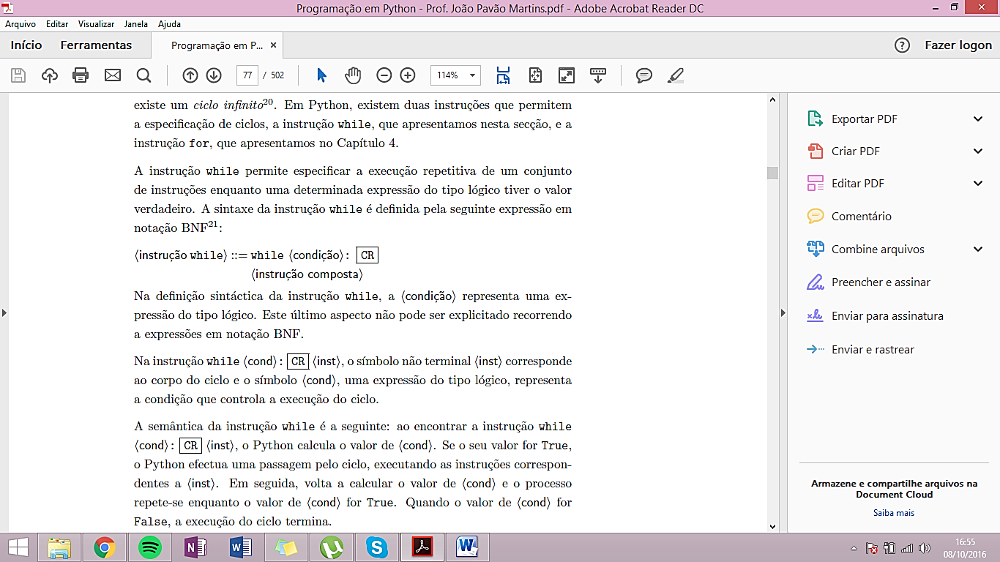 Programação em Python - Prof. João Pavão Martins.pdf - Adobe Acrobat Reader DC
Arquivo Editar Visualizar Janela Ajuda
Início Ferramentas Programação em P... × Fazer logon
77 / 502 114%
existe um ciclo infinito²⁰. Em Python, existem duas instruções que permitem
a especificação de ciclos, a instrução while, que apresentamos nesta secção, e a
instrução for, que apresentamos no Capítulo 4.
A instrução while permite especificar a execução repetitiva de um conjunto
de instruções enquanto uma determinada expressão do tipo lógico tiver o valor
verdadeiro. A sintaxe da instrução while é definida pela seguinte expressão em
notação BNF²¹:
⟨instrução while⟩ ::= while ⟨condição⟩: CR
⟨instrução composta⟩
Na definição sintáctica da instrução while, a ⟨condição⟩ representa uma ex-
pressão do tipo lógico. Este último aspecto não pode ser explicitado recorrendo
a expressões em notação BNF.
Na instrução while ⟨cond⟩: CR ⟨inst⟩, o símbolo não terminal ⟨inst⟩ corresponde
ao corpo do ciclo e o símbolo ⟨cond⟩, uma expressão do tipo lógico, representa
a condição que controla a execução do ciclo.
A semântica da instrução while é a seguinte: ao encontrar a instrução while
⟨cond⟩: CR ⟨inst⟩, o Python calcula o valor de ⟨cond⟩. Se o seu valor for True,
o Python efectua uma passagem pelo ciclo, executando as instruções correspon-
dentes a ⟨inst⟩. Em seguida, volta a calcular o valor de ⟨cond⟩ e o processo
repete-se enquanto o valor de ⟨cond⟩ for True. Quando o valor de ⟨cond⟩ for
False, a execução do ciclo termina.
Exportar PDF
Criar PDF
Editar PDF
Comentário
Combine arquivos
Preencher e assinar
Enviar para assinatura
Enviar e rastrear
Armazene e compartilhe arquivos na
Document Cloud
Saiba mais
16:55
08/10/2016